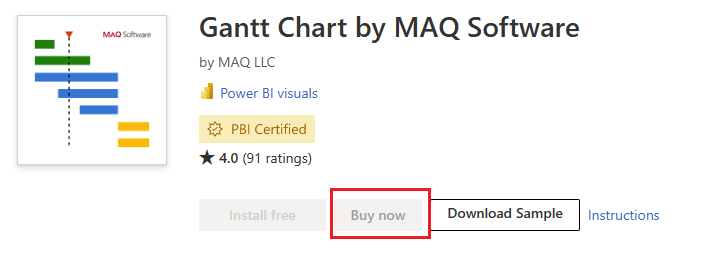 Gantt Chart by MAQ Software
MAQ Software
by MAQ LLC
Power BI visuals
PBI Certified
★ 4.0 (91 ratings)
Install free
Buy now
Download Sample
Instructions